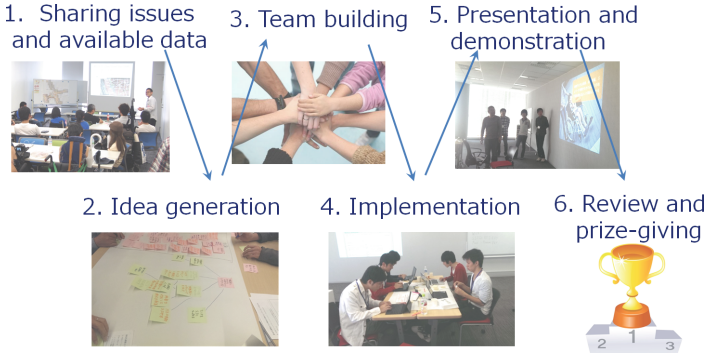 1. Sharing issues
and available data
2. Idea generation
3. Team building
4. Implementation
5. Presentation and
demonstration
6. Review and
prize-giving
1
2
3